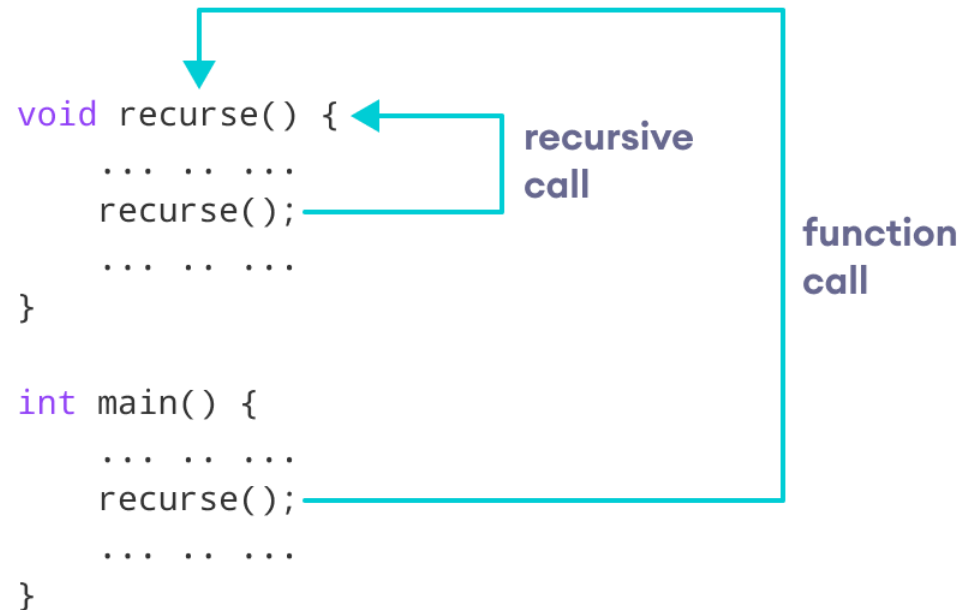 void recurse() {
... .. ...
recurse();
... .. ...
}
int main() {
... .. ...
recurse();
... .. ...
}
recursive
call
function
call